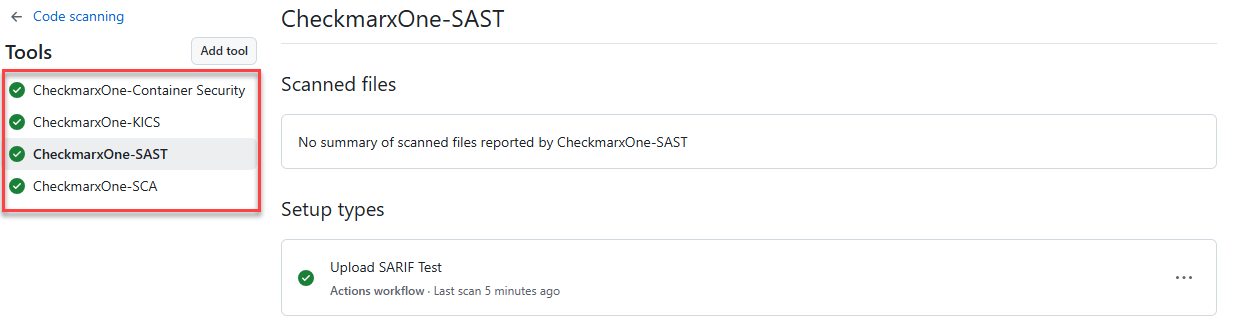 Code scanning
Tools
Add tool
CheckmarxOne-Container Security
CheckmarxOne-KICS
CheckmarxOne-SAST
CheckmarxOne-SCA
CheckmarxOne-SAST
Scanned files
No summary of scanned files reported by CheckmarxOne-SAST
Setup types
Upload SARIF Test
Actions workflow · Last scan 5 minutes ago